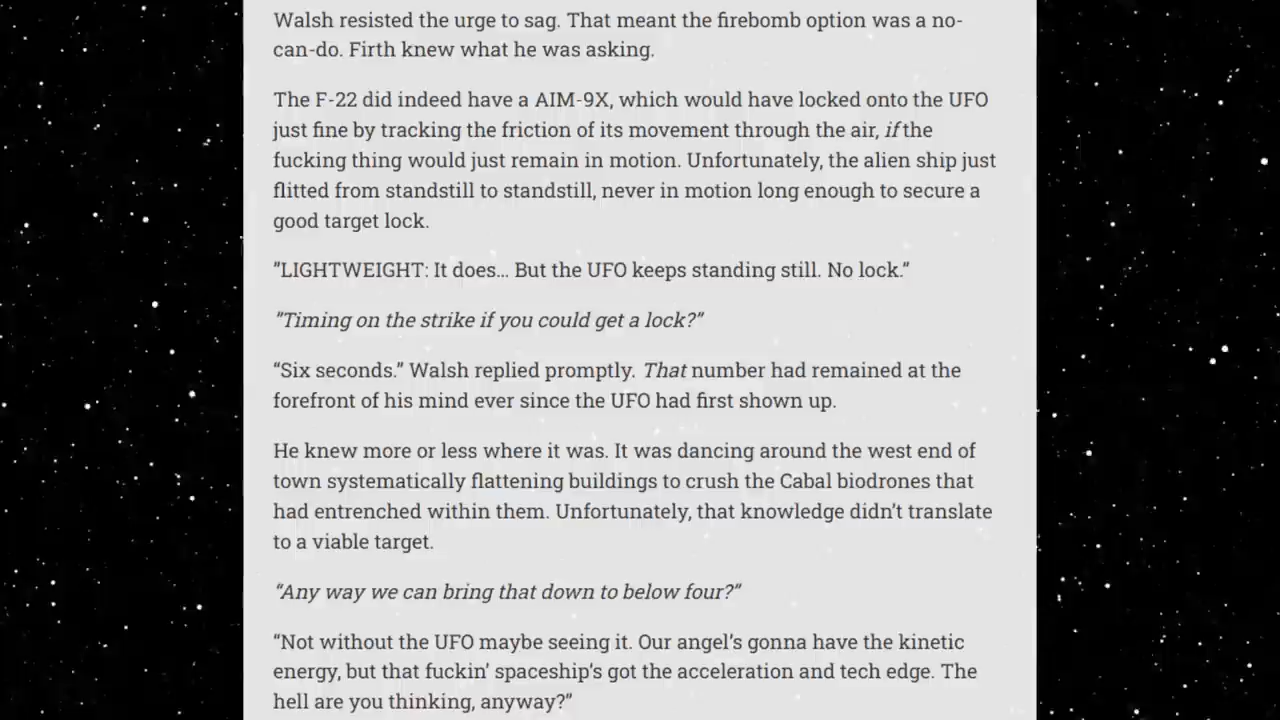 Walsh resisted the urge to sag. That meant the firebomb option was a no-
can-do. Firth knew what he was asking.
The F-22 did indeed have a AIM-9X, which would have locked onto the UFO
just fine by tracking the friction of its movement through the air, if the
fucking thing would just remain in motion. Unfortunately, the alien ship just
flitted from standstill to standstill, never in motion long enough to secure a
good target lock.
”LIGHTWEIGHT: It does… But the UFO keeps standing still. No lock.”
”Timing on the strike if you could get a lock?”
“Six seconds.” Walsh replied promptly. That number had remained at the
forefront of his mind ever since the UFO had first shown up.
He knew more or less where it was. It was dancing around the west end of
town systematically flattening buildings to crush the Cabal biodrones that
had entrenched within them. Unfortunately, that knowledge didn’t translate
to a viable target.
“Any way we can bring that down to below four?”
“Not without the UFO maybe seeing it. Our angel’s gonna have the kinetic
energy, but that fuckin’ spaceship’s got the acceleration and tech edge. The
hell are you thinking, anyway?”